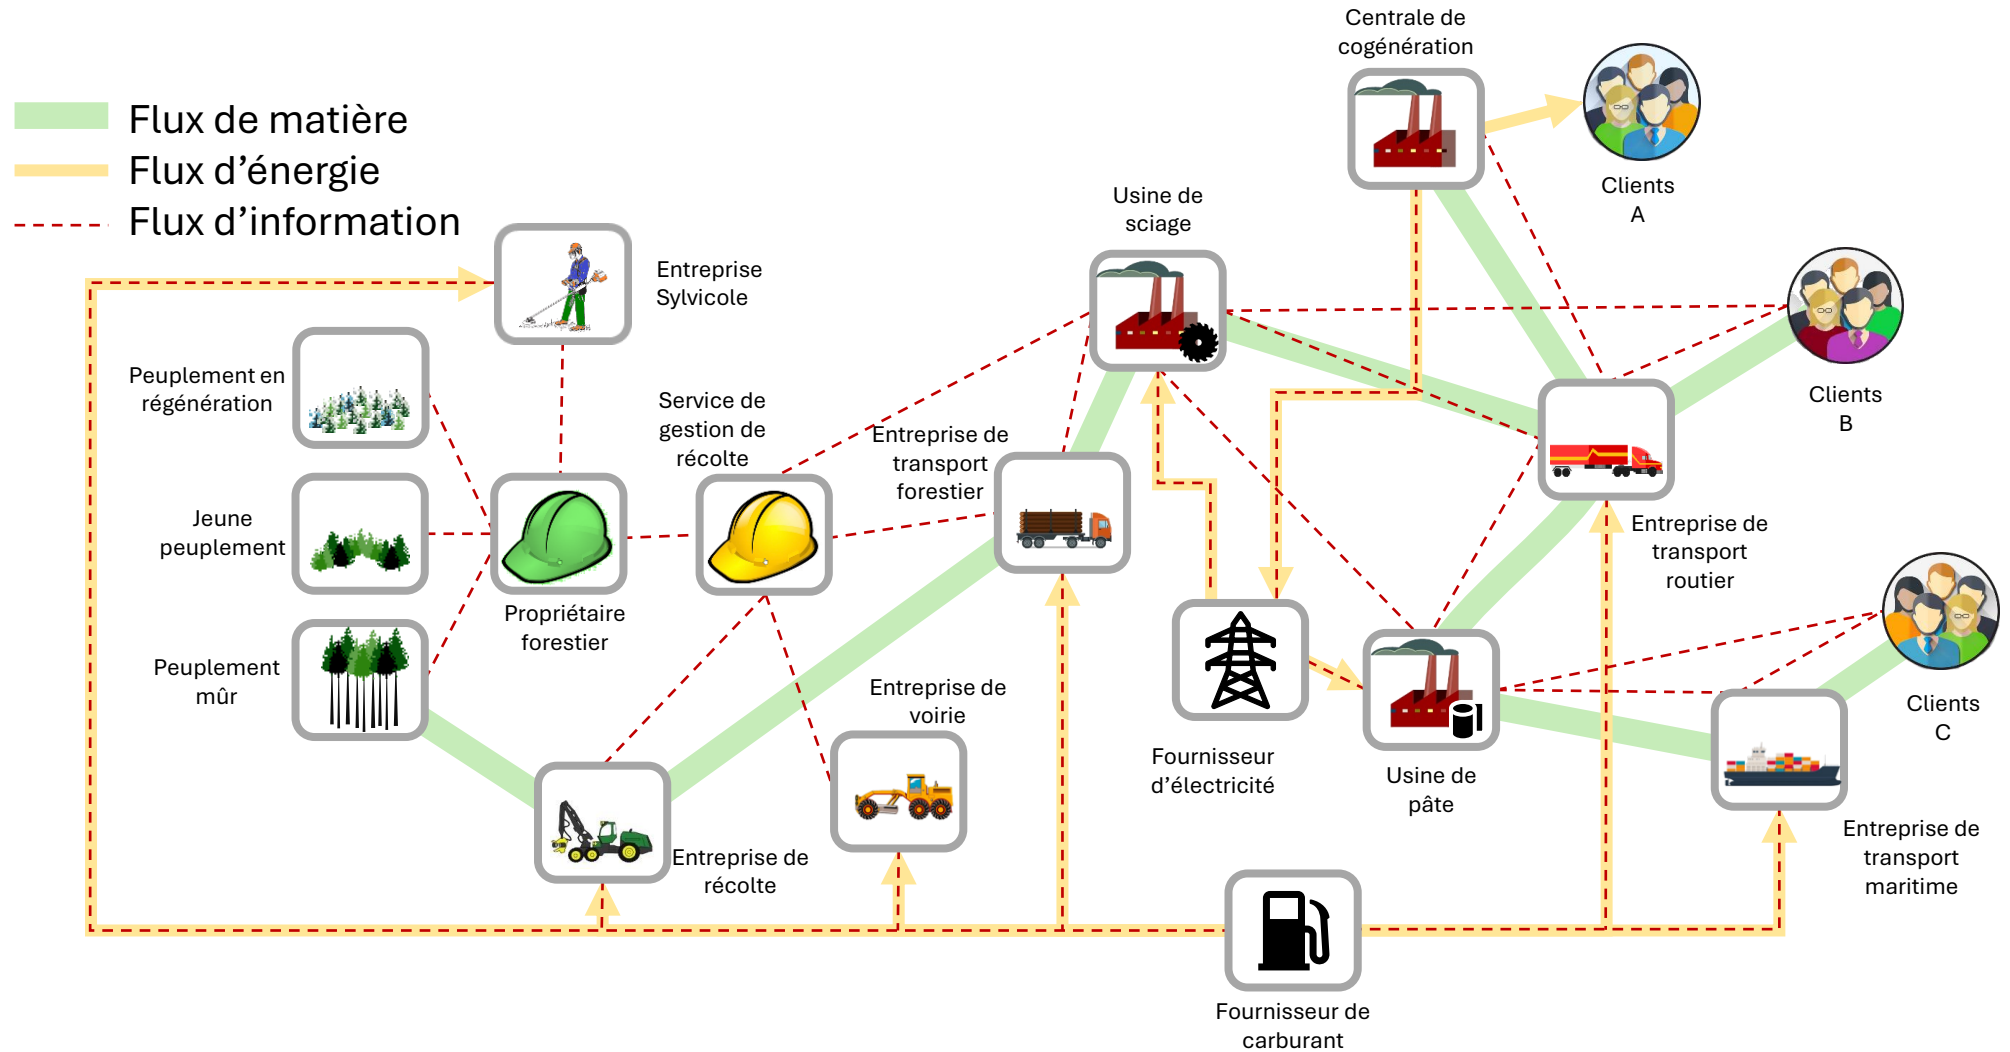 Centrale de
cogénération
Flux de matière
Flux d'énergie
Flux d'information
Clients
A
Usine de
sciage
Entreprise
Sylvicole
Peuplement en
régénération
Service de
gestion de
récolte
Entreprise de
transport
forestier
Clients
B
Jeune
peuplement
Entreprise de
transport
routier
Propriétaire
forestier
Peuplement
mûr
Entreprise de
voirie
Clients
C
Fournisseur
d'électricité
Usine de
pâte
Entreprise de
récolte
Entreprise de
transport
maritime
Fournisseur de
carburant